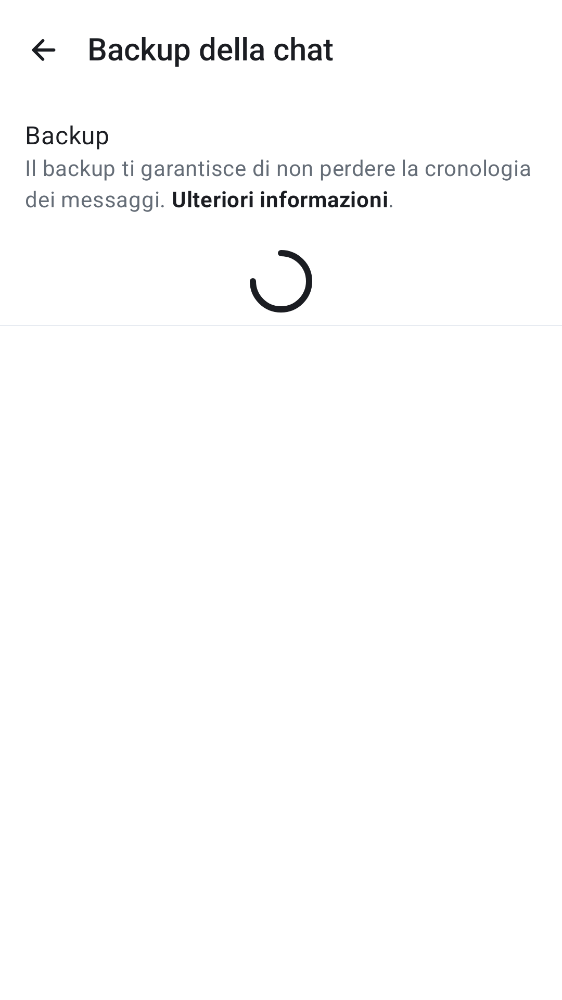 Backup della chat
Backup
Il backup ti garantisce di non perdere la cronologia
dei messaggi. Ulteriori informazioni.